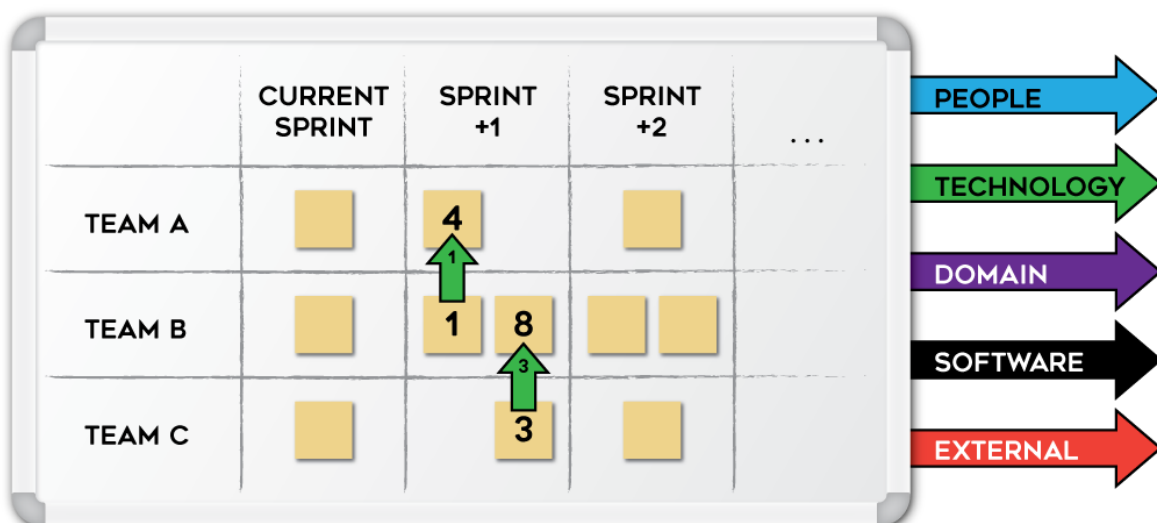 CURRENT SPRINT
SPRINT +1
SPRINT +2
...
TEAM A
4
1
TEAM B
1
8
3
TEAM C
3
PEOPLE
TECHNOLOGY
DOMAIN
SOFTWARE
EXTERNAL